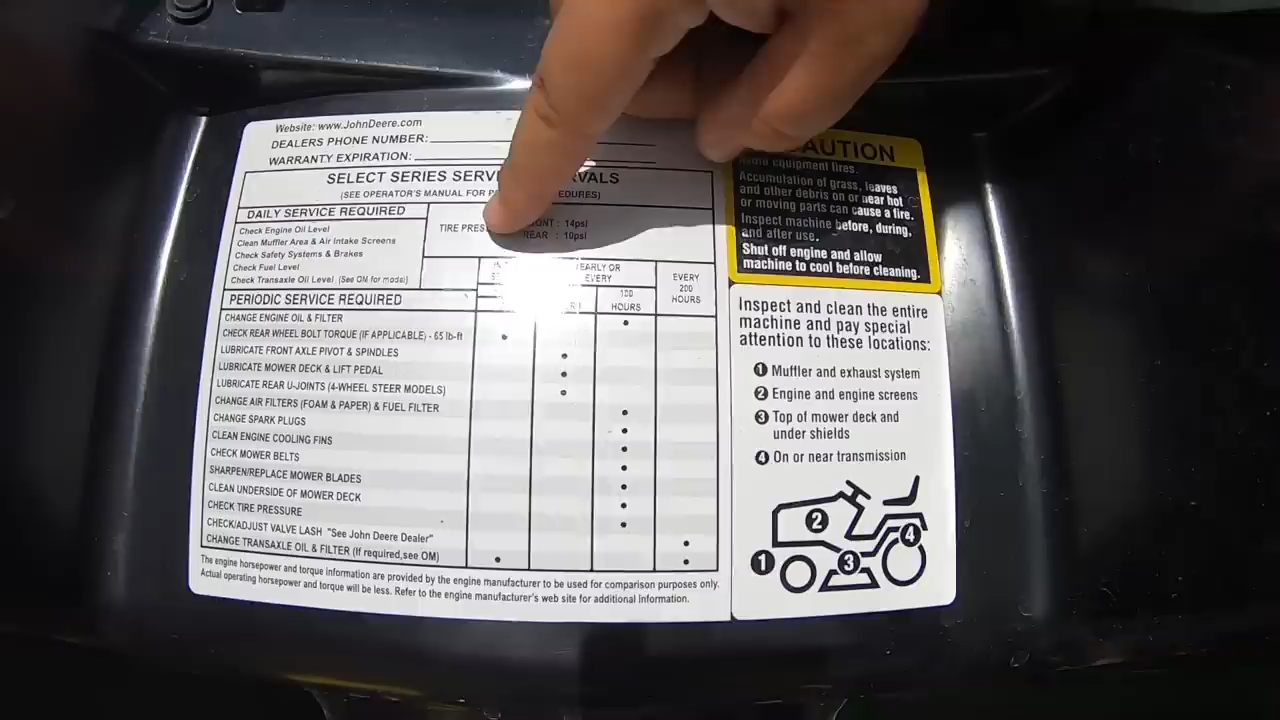 Website: www.JohnDeere.com
DEALERS PHONE NUMBER:
WARRANTY EXPIRATION:
SELECT SERIES
(SEE OPERATOR'S MANUAL FOR
DAILY SERVICE REQUIRED
Check Engine Oil Level
Clean Muffler Area & Air Intake Screens
Check Safety Systems & Brakes
Check Fuel Level
Check Transaxle Oil Level (See OM for model)
TIRE
: 14psi
REAR : 10psi
YEARLY OR
EVERY
100
HOURS
EVERY
200
HOURS
PERIODIC SERVICE REQUIRED
CHANGE ENGINE OIL & FILTER
CHECK REAR WHEEL BOLT TORQUE (IF APPLICABLE) - 65 lb-ft
LUBRICATE FRONT AXLE PIVOT & SPINDLES
LUBRICATE MOWER DECK & LIFT PEDAL
LUBRICATE REAR U-JOINTS (4-WHEEL STEER MODELS)
CHANGE AIR FILTERS (FOAM & PAPER) & FUEL FILTER
CHANGE SPARK PLUGS
CLEAN ENGINE COOLING FINS
CHECK MOWER BELTS
SHARPEN/REPLACE MOWER BLADES
CLEAN UNDERSIDE OF MOWER DECK
CHECK TIRE PRESSURE
CHECK/ADJUST VALVE LASH "See John Deere Dealer"
CHANGE TRANSAXLE OIL & FILTER (If required,see OM)
The engine horsepower and torque information are provided by the engine manufacturer to be used for comparison purposes only.
Actual operating horsepower and torque will be less. Refer to the engine manufacturer's web site for additional information.
Avoid equipment fires.
Accumulation of grass, leaves
and other debris on or near hot
or moving parts can cause a fire.
Inspect machine before, during,
and after use.
Shut off engine and allow
machine to cool before cleaning.
Inspect and clean the entire
machine and pay special
attention to these locations:
1 Muffler and exhaust system
2 Engine and engine screens
3 Top of mower deck and
under shields
4 On or near transmission
2
4
1
3